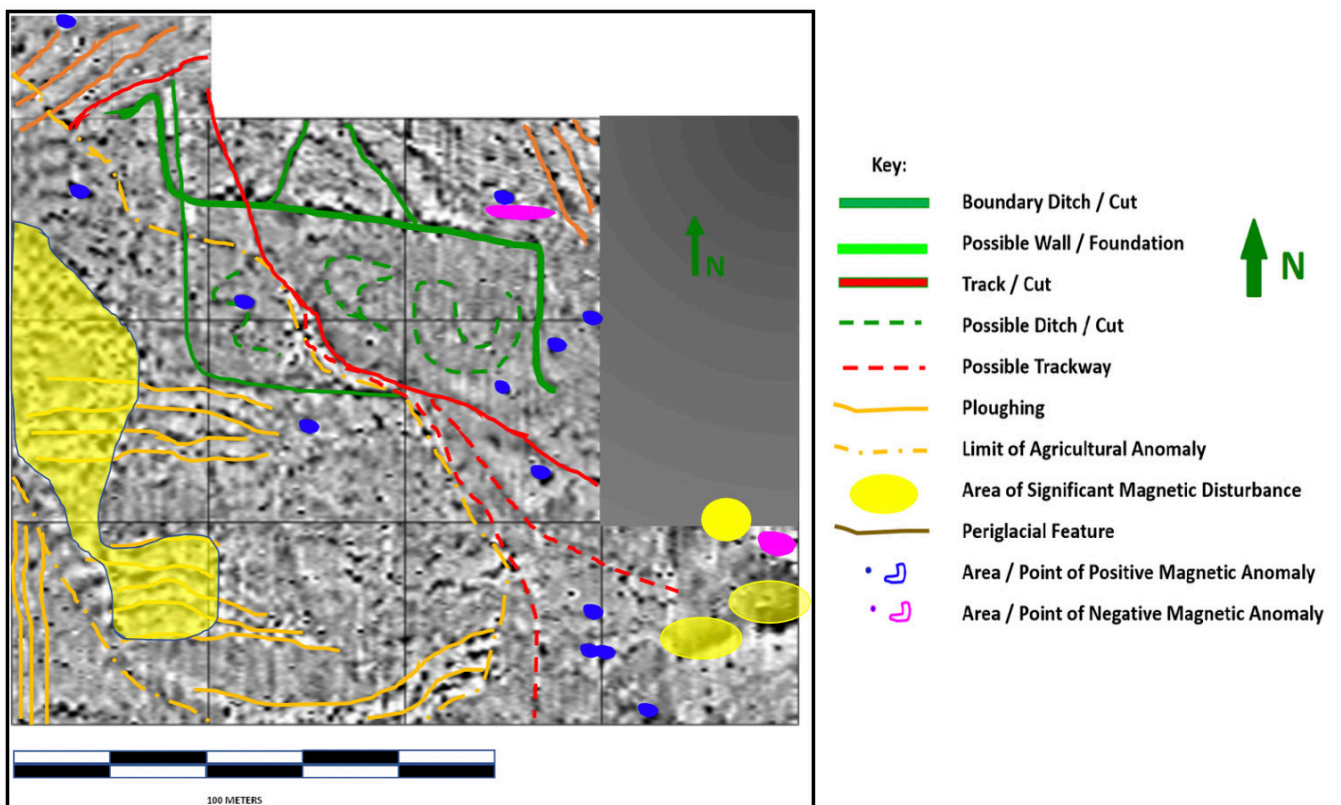 N
100 METERS
Key:
Boundary Ditch / Cut
Possible Wall / Foundation
Track / Cut
Possible Ditch / Cut
Possible Trackway
Ploughing
Limit of Agricultural Anomaly
Area of Significant Magnetic Disturbance
Periglacial Feature
Area / Point of Positive Magnetic Anomaly
Area / Point of Negative Magnetic Anomaly
N